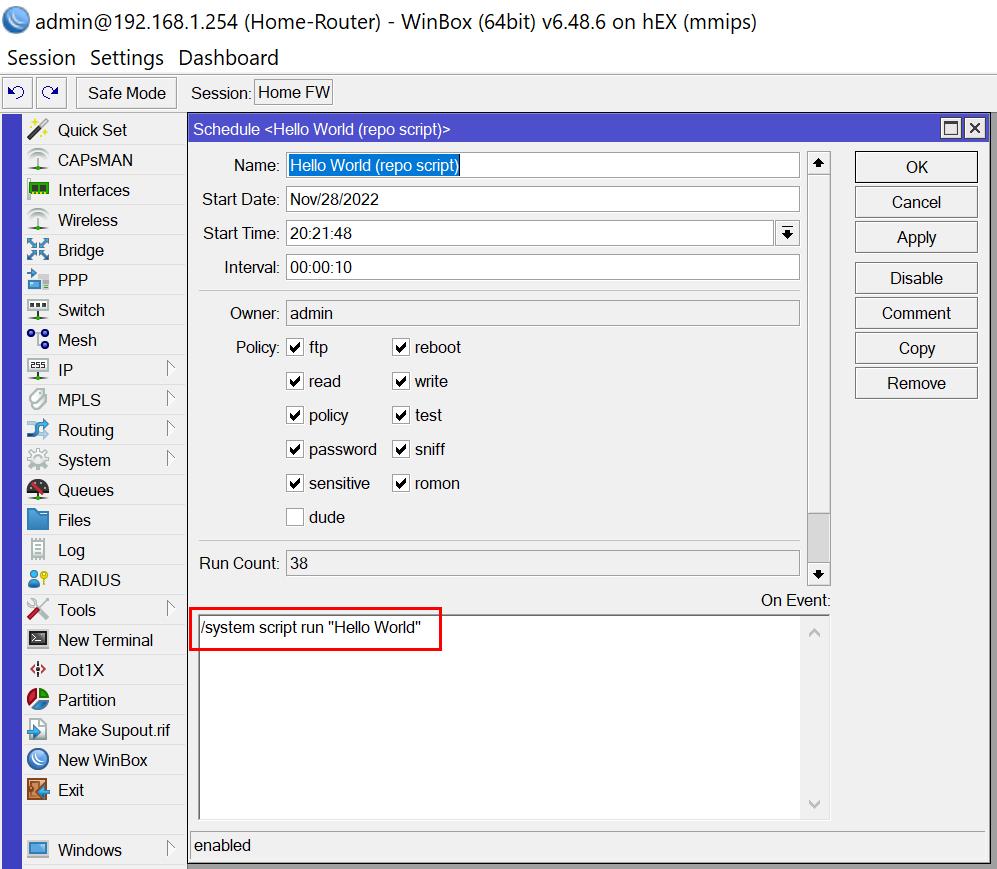 admin@192.168.1.254 (Home-Router) - WinBox (64bit) v6.48.6 on hEX (mmips)
Session Settings Dashboard
Safe Mode Session: Home FW
Quick Set
CAPsMAN
Interfaces
Wireless
Bridge
PPP
Switch
Mesh
255
IP
MPLS
Routing
System
Queues
Files
Log
RADIUS
Tools
New Terminal
Dot1X
Partition
Make Supout.rif
New WinBox
Exit
Windows
Schedule <Hello World (repo script)>
Name: Hello World (repo script)
Start Date: Nov/28/2022
Start Time: 20:21:48
Interval: 00:00:10
Owner: admin
Policy: ftp reboot
read write
policy test
password sniff
sensitive romon
dude
Run Count: 38
On Event:
/system script run "Hello World"
enabled
OK
Cancel
Apply
Disable
Comment
Copy
Remove